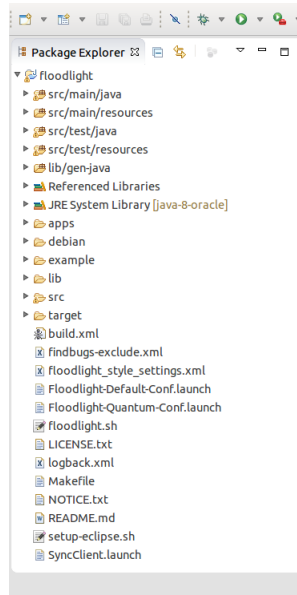 Package Explorer
floodlight
src/main/java
src/main/resources
src/test/java
src/test/resources
lib/gen-java
Referenced Libraries
JRE System Library [java-8-oracle]
apps
debian
example
lib
src
target
build.xml
findbugs-exclude.xml
floodlight_style_settings.xml
Floodlight-Default-Conf.launch
Floodlight-Quantum-Conf.launch
floodlight.sh
LICENSE.txt
logback.xml
Makefile
NOTICE.txt
README.md
setup-eclipse.sh
SyncClient.launch